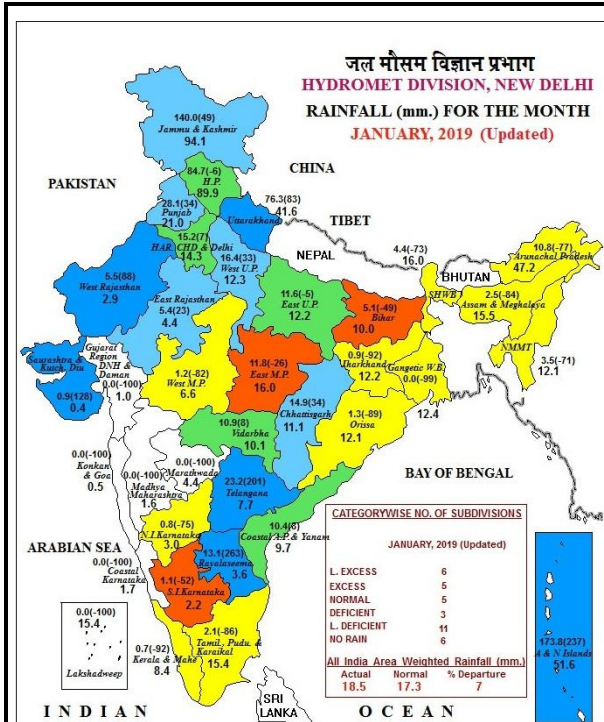 जल मौसम विज्ञान प्रभाग
HYDROMET DIVISION, NEW DELHI
RAINFALL (mm.) FOR THE MONTH
JANUARY, 2019 (Updated)
140.0(49)
Jammu & Kashmir
94.1
CHINA
PAKISTAN
84.7(-6)
H.P.
89.9
28.1(34)
Punjab
21.0
76.3(83)
Uttarakhand
41.6
TIBET
15.2(7)
HAR. CHD & Delhi
14.3
16.4(33)
West U.P.
12.3
NEPAL
4.4(-73)
16.0
BHUTAN
10.8(-77)
Arunachal Pradesh
47.2
5.5(88)
West Rajasthan
2.9
East Rajasthan
5.4(23)
4.4
11.6(-5)
East U.P.
12.2
5.1(-49)
Bihar
10.0
SHWB
2.5(-84)
Assam & Meghalaya
15.5
NMMT
3.5(-71)
12.1
Saurashtra &
Kutch, Diu
0.9(128)
0.4
Gujarat
Region
DNH &
Daman
0.0(-100)
1.0
1.2(-82)
West M.P.
6.6
11.8(-26)
East M.P.
16.0
0.9(-92)
Jharkhand
12.2
Gangetic W.B.
0.0(-99)
12.4
14.9(34)
Chhattisgarh
11.1
1.3(-89)
Orissa
12.1
10.9(8)
Vidarbha
10.1
0.0(-100)
Konkan
& Goa
0.5
0.0(-100)
Madhya
Maharashtra
1.6
0.0(-100)
Marathwada
4.4
23.2(201)
Telangana
7.7
BAY OF BENGAL
ARABIAN SEA
0.8(-75)
N.I.Karnataka
3.0
13.1(263)
Rayalaseema
3.6
Coastal A.P. & Yanam
9.7
0.0(-100)
Coastal
Karnataka
1.7
1.1(-52)
S.I.Karnataka
2.2
CATEGORYWISE NO. OF SUBDIVISIONS
JANUARY, 2019 (Updated)
L. EXCESS 6
EXCESS 5
NORMAL 5
DEFICIENT 3
L. DEFICIENT 11
NO RAIN 6
All India Area Weighted Rainfall (mm.)
Actual Normal % Departure
18.5 17.3 7
173.8(237)
A & N Islands
51.6
0.0(-100)
15.4
Lakshadweep
0.7(-92)
Kerala & Mahe
8.4
2.1(-86)
Tamil, Pudu. &
Karaikal
15.4
SRI
LANKA
INDIAN OCEAN